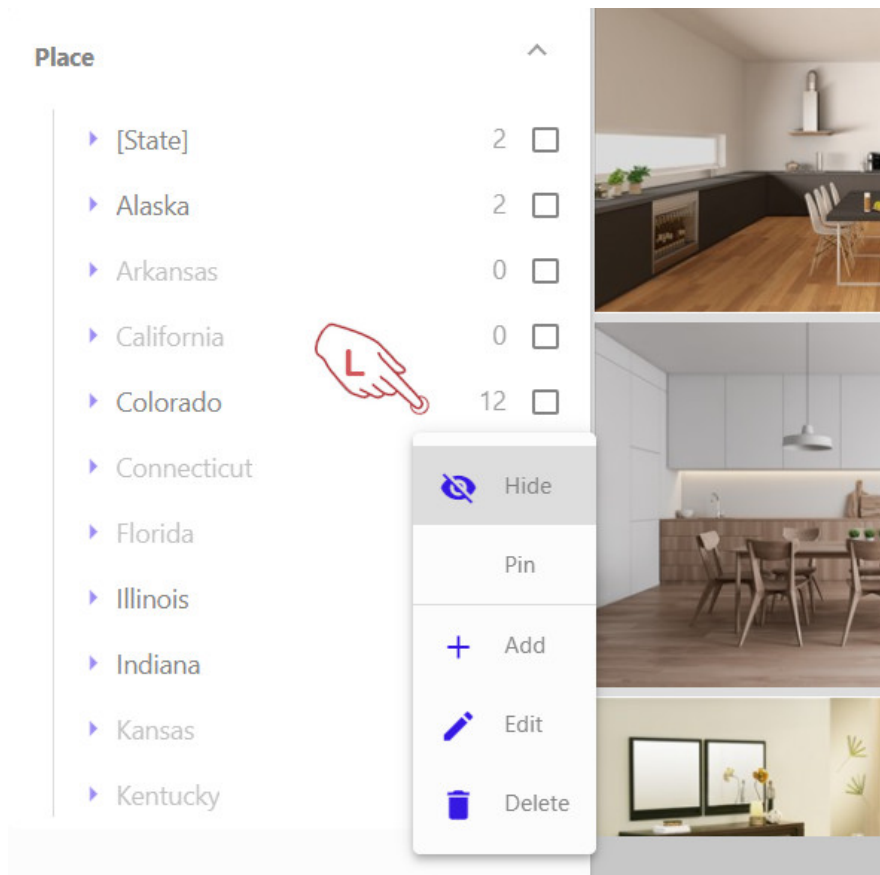 Place
[State] 2
Alaska 2
Arkansas 0
California 0
L
Colorado 12
Connecticut
Hide
Florida
Pin
Illinois
Add
Indiana
Edit
Kansas
Kentucky
Delete